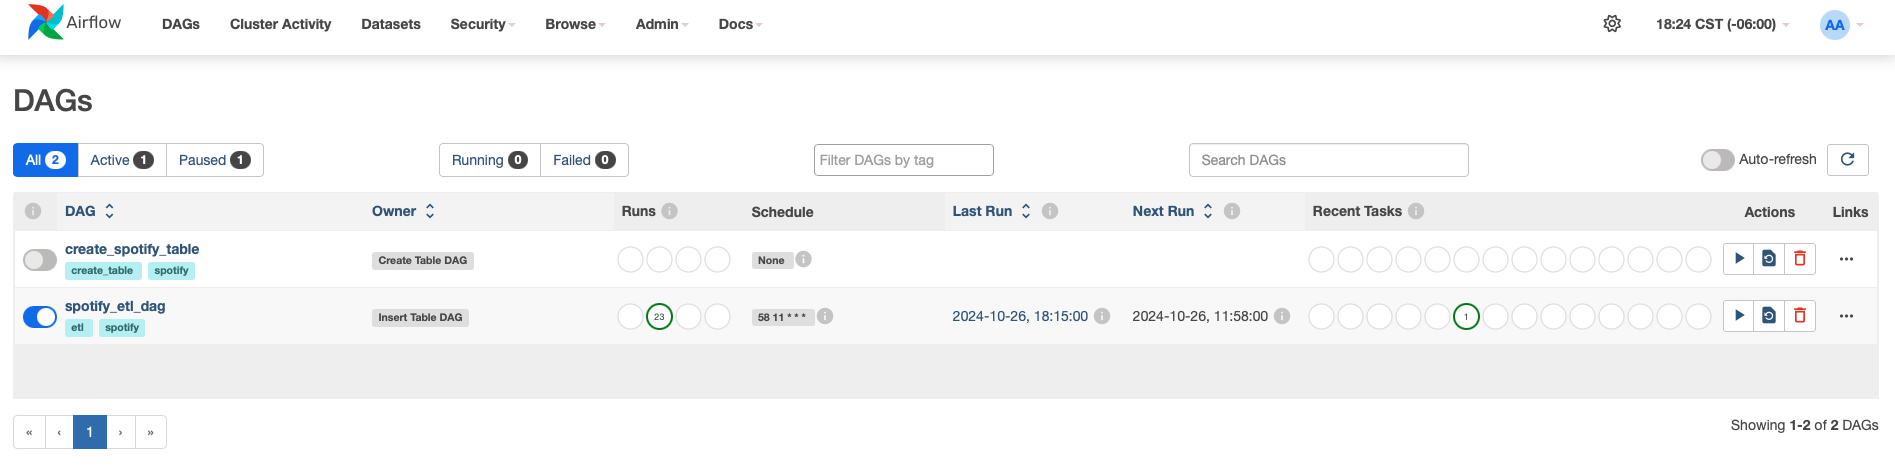 Airflow DAGs Cluster Activity Datasets Security Browse Admin Docs 18:24 CST (-06:00) AA
DAGs
All 2 Active 1 Paused 1 Running 0 Failed 0 Filter DAGs by tag Search DAGs Auto-refresh
DAG Owner Runs Schedule Last Run Next Run Recent Tasks Actions Links
create_spotify_table
Create Table DAG None
create_table spotify
spotify_etl_dag
Insert Table DAG 23 58 11 * * * 2024-10-26, 18:15:00 2024-10-26, 11:58:00 1
etl spotify
« ‹ 1 › »
Showing 1-2 of 2 DAGs